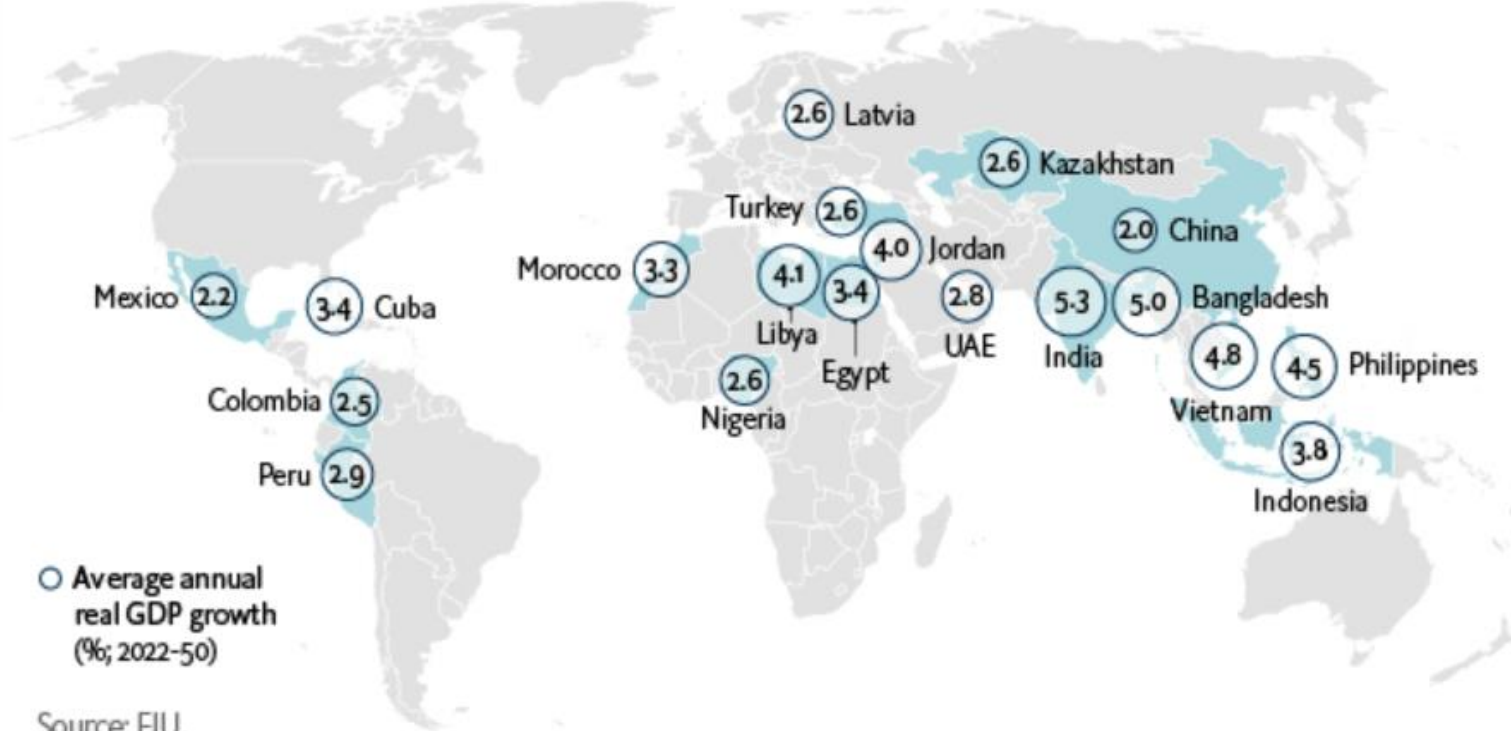 2.6 Latvia
2.6 Kazakhstan
Turkey 2.6
2.0 China
4.0 Jordan
Morocco 3.3
4.1
Libya
3.4
Egypt
2.8
UAE
5.3
India
5.0 Bangladesh
Mexico 2.2
3.4 Cuba
4.8
Vietnam
4.5 Philippines
2.6
Nigeria
Colombia 2.5
Peru 2.9
3.8
Indonesia
Average annual
real GDP growth
(%; 2022-50)
Source: EIU